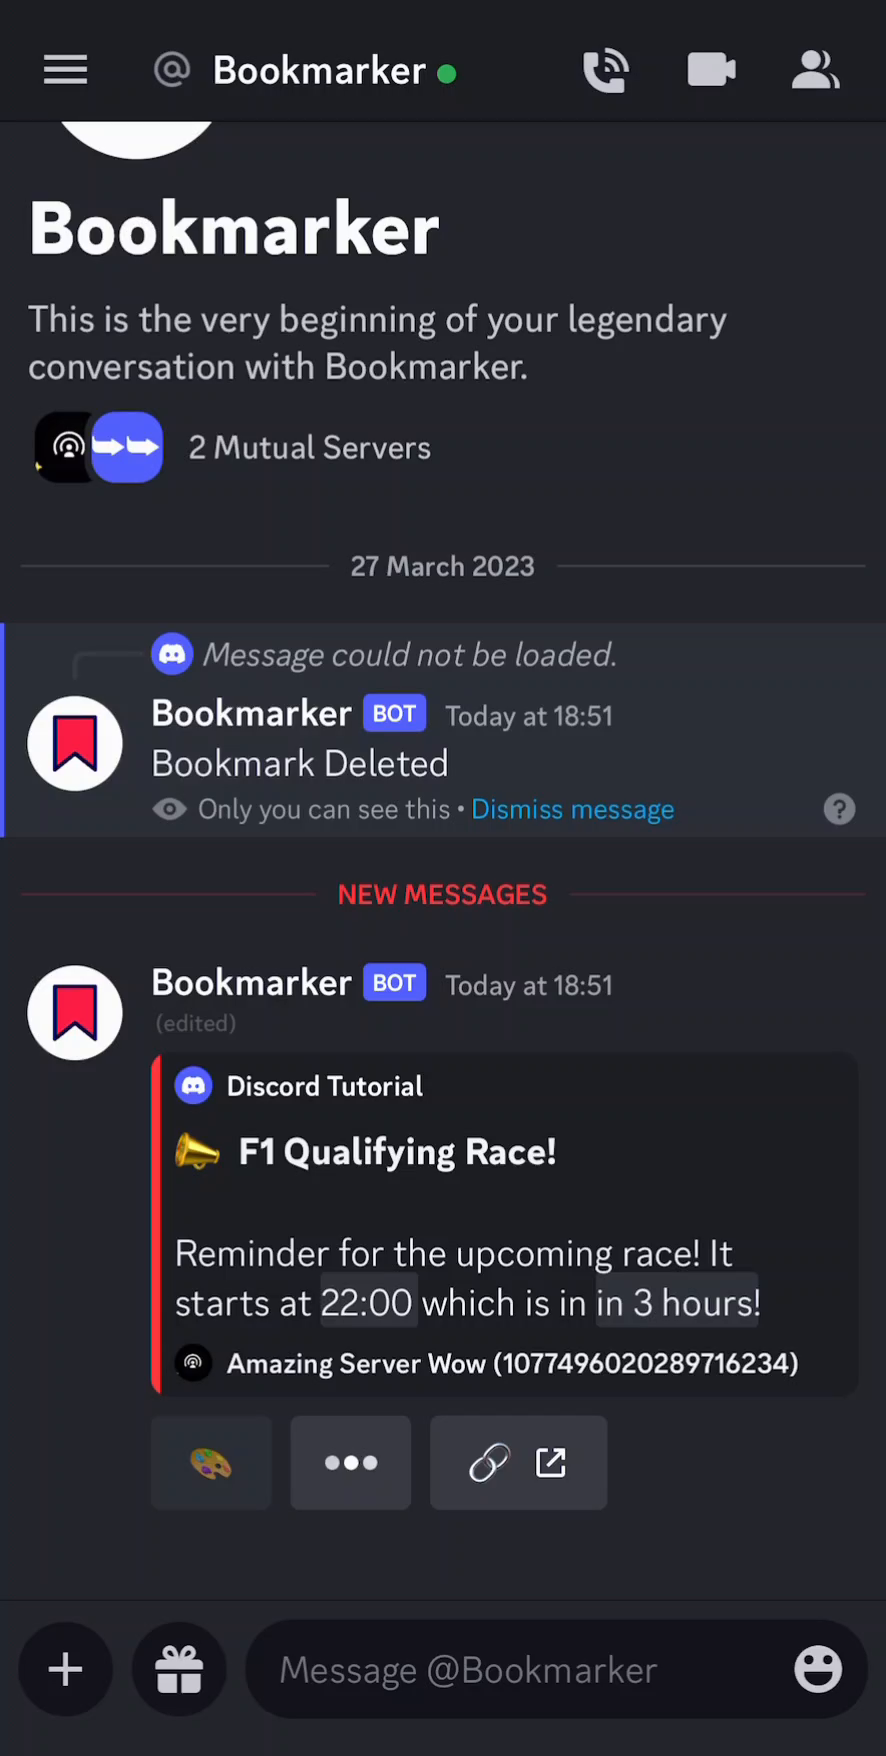 @ Bookmarker
Bookmarker
This is the very beginning of your legendary
conversation with Bookmarker.
2 Mutual Servers
27 March 2023
Message could not be loaded.
Bookmarker BOT Today at 18:51
Bookmark Deleted
Only you can see this • Dismiss message ?
NEW MESSAGES
Bookmarker BOT Today at 18:51
(edited)
Discord Tutorial
F1 Qualifying Race!
Reminder for the upcoming race! It
starts at 22:00 which is in in 3 hours!
Amazing Server Wow (1077496020289716234)
Message @Bookmarker